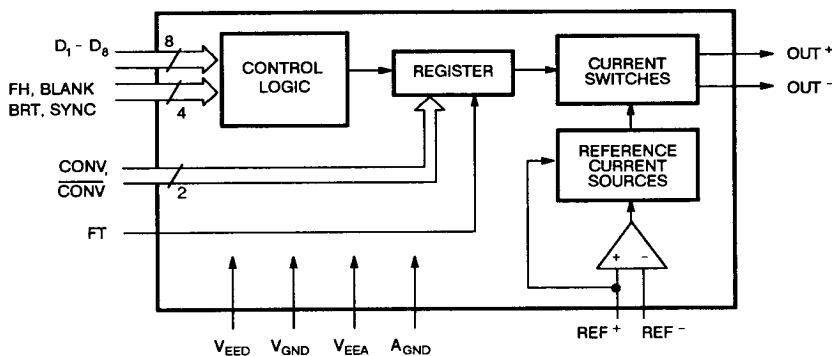 D1 - D8
8
FH, BLANK
BRT, SYNC
4
CONTROL
LOGIC
REGISTER
CURRENT
SWITCHES
OUT +
OUT -
REFERENCE
CURRENT
SOURCES
CONV,
CONV
2
FT
+ -
REF + REF -
VEED VGND VEEA AGND